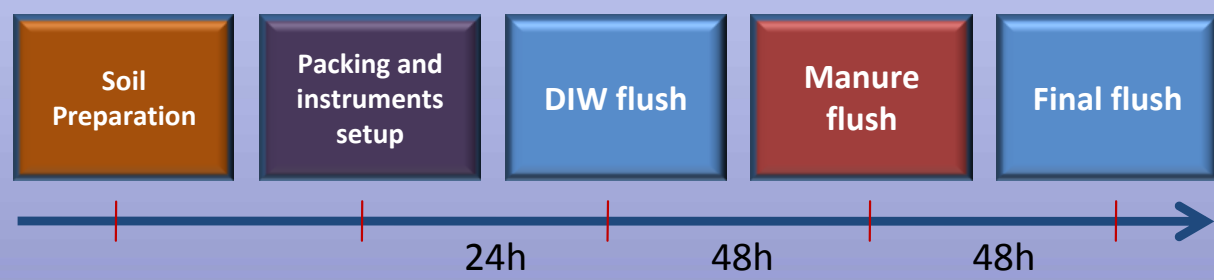 Soil
Preparation
Packing and
instruments
setup
DIW flush
Manure
flush
Final flush
24h
48h
48h